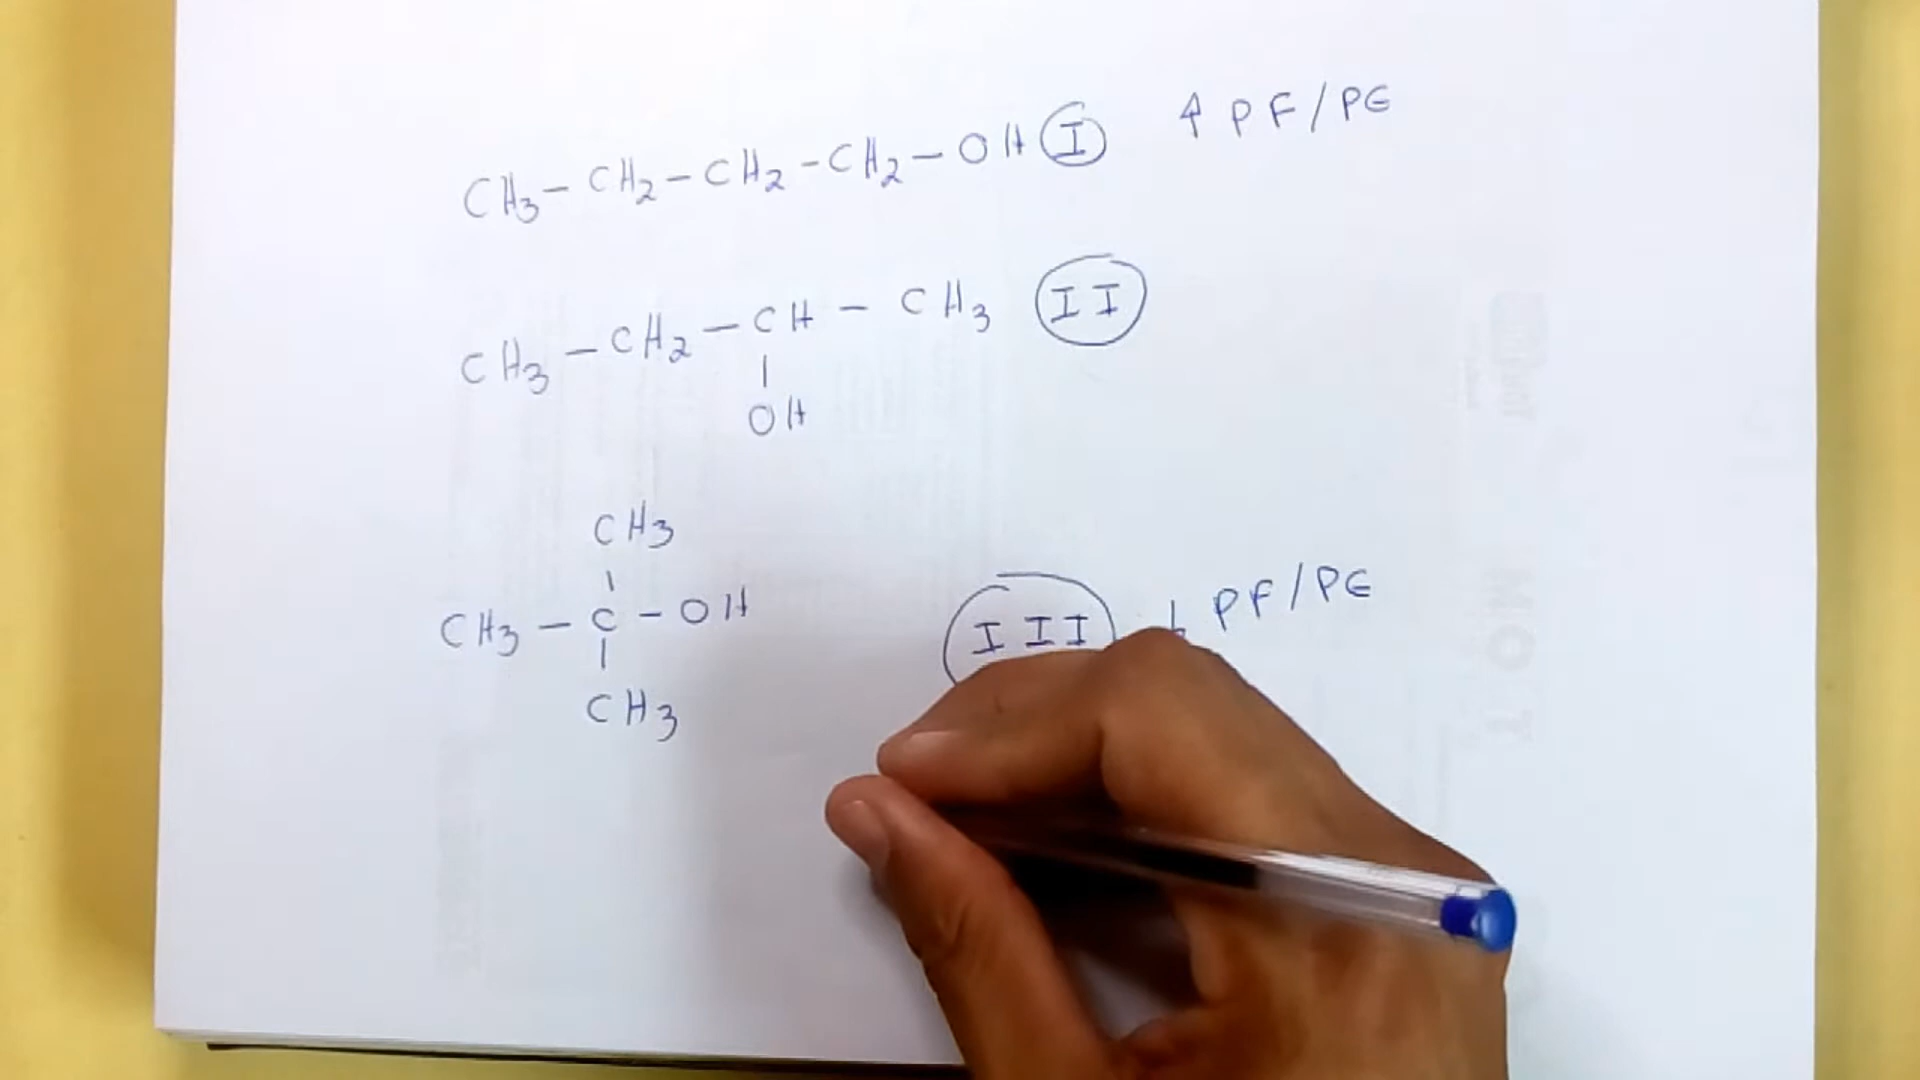 CH3 - CH2 - CH2 - CH2 - OH I ↑ PF/PE
CH3 - CH2 - CH - CH3 II
|
OH
CH3
|
CH3 - C - OH III ↓ PF/PE
|
CH3